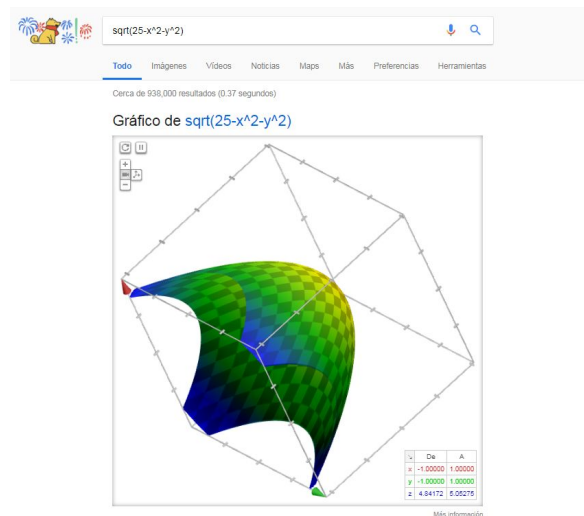 sqrt(25-x^2-y^2)
Todo Imágenes Vídeos Noticias Maps Más Preferencias Herramientas
Cerca de 938,000 resultados (0.37 segundos)
Gráfico de sqrt(25-x^2-y^2)
De A
x -1.00000 1.00000
y -1.00000 1.00000
z 4.84172 5.05275
Más información